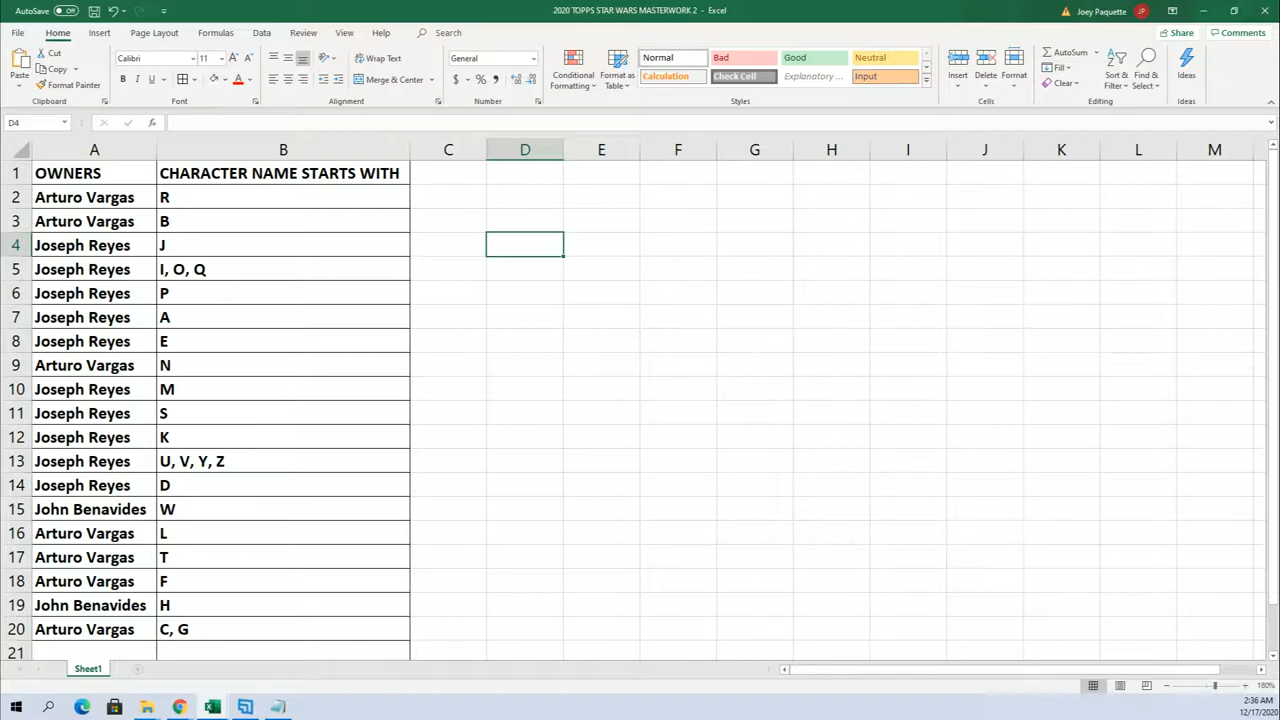 AutoSave Off 2020 TOPPS STAR WARS MASTERWORK 2 - Excel Joey Paquette JP
File Home Insert Page Layout Formulas Data Review View Help Search Share Comments
Cut Calibri 11 Wrap Text General Normal Bad Good Neutral AutoSum
Copy Fill
Paste Format Painter B I U Merge & Center $ % Conditional Formatting Format as Table Calculation Check Cell Explanatory ... Input Insert Delete Format Clear Sort & Filter Find & Select Ideas
Clipboard Font Alignment Number Styles Cells Editing Ideas
D4 fx
A B C D E F G H I J K L M
1 OWNERS CHARACTER NAME STARTS WITH
2 Arturo Vargas R
3 Arturo Vargas B
4 Joseph Reyes J
5 Joseph Reyes I, O, Q
6 Joseph Reyes P
7 Joseph Reyes A
8 Joseph Reyes E
9 Arturo Vargas N
10 Joseph Reyes M
11 Joseph Reyes S
12 Joseph Reyes K
13 Joseph Reyes U, V, Y, Z
14 Joseph Reyes D
15 John Benavides W
16 Arturo Vargas L
17 Arturo Vargas T
18 Arturo Vargas F
19 John Benavides H
20 Arturo Vargas C, G
21
Sheet1
180%
2:36 AM
12/17/2020